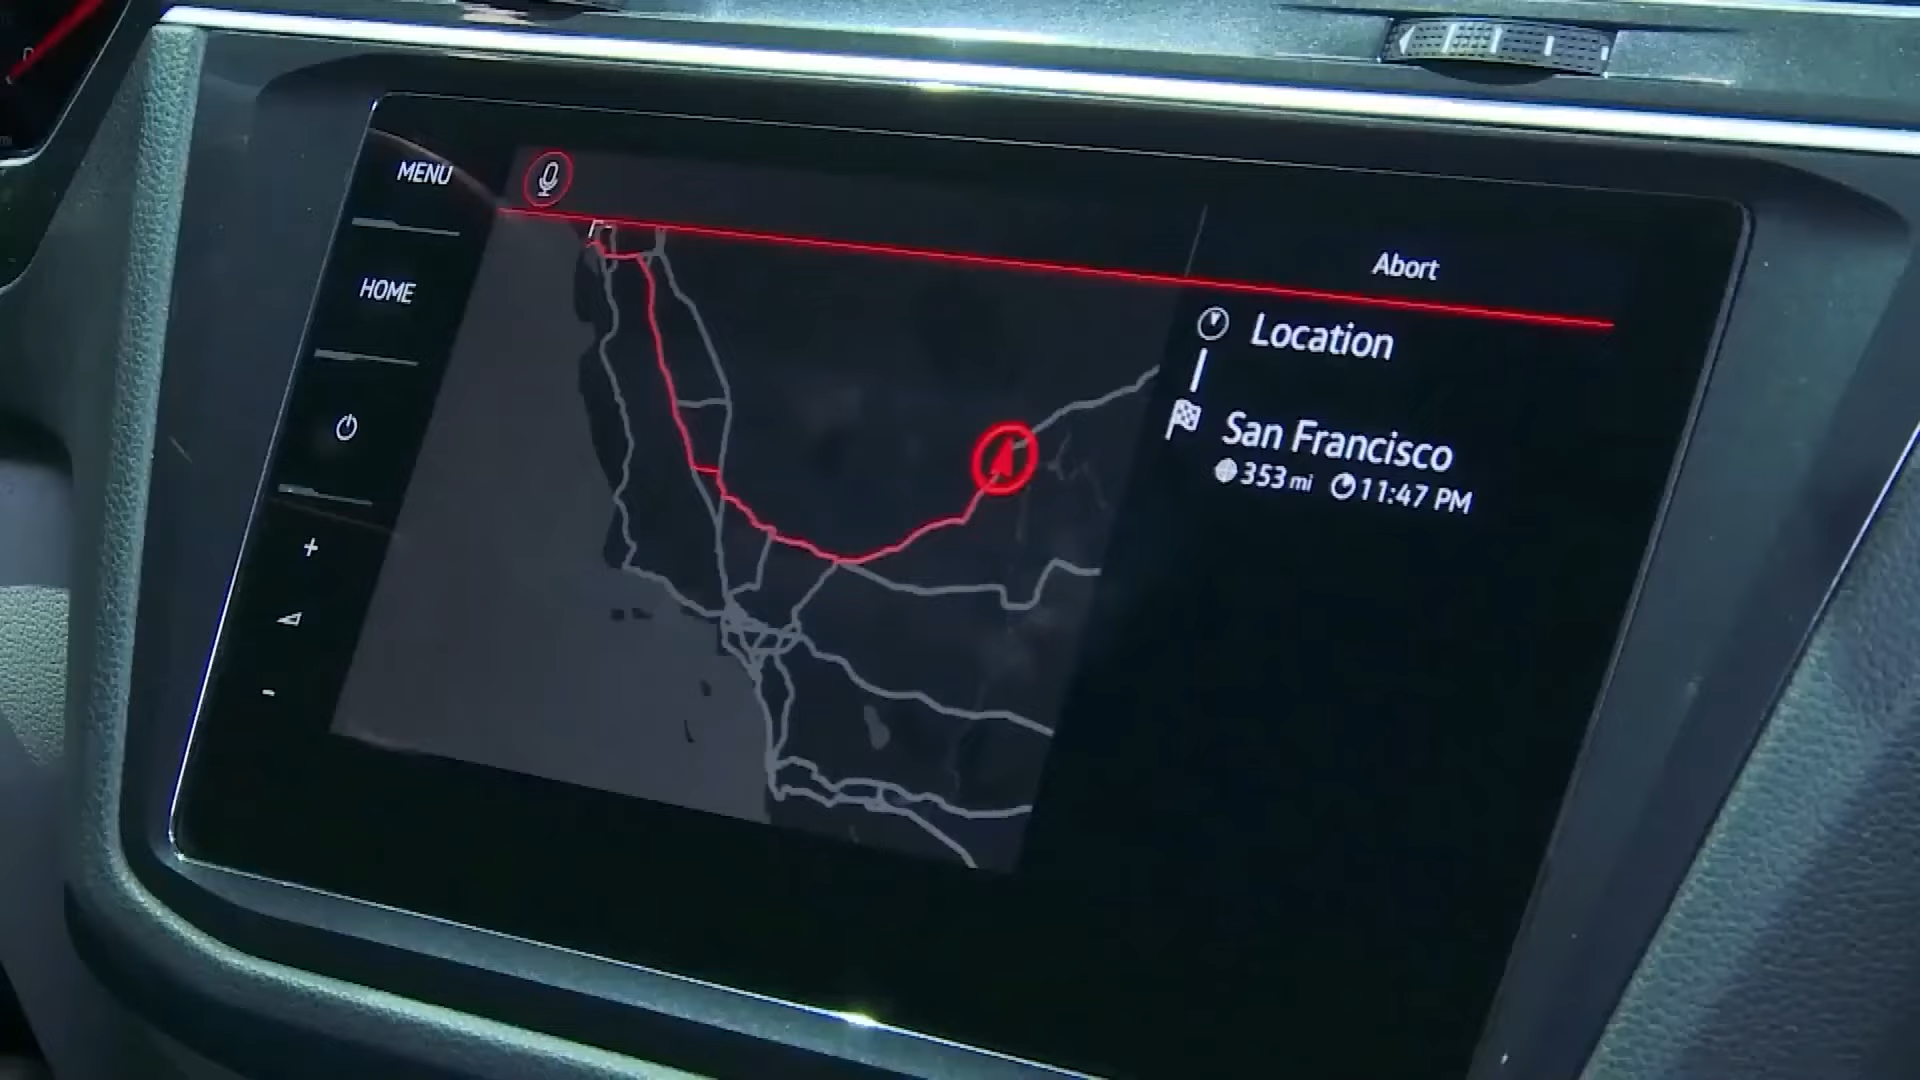 MENU
HOME
+
-
Abort
Location
San Francisco
353 mi 11:47 PM